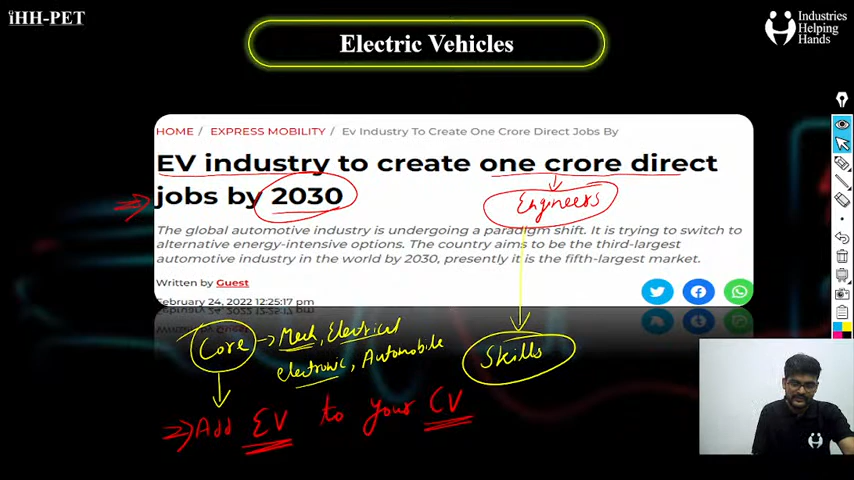 iHH-PET
Electric Vehicles
Industries
Helping
Hands
HOME / EXPRESS MOBILITY / Ev Industry To Create One Crore Direct Jobs By
EV industry to create one crore direct
jobs by 2030
Engineers
The global automotive industry is undergoing a paradigm shift. It is trying to switch to
alternative energy-intensive options. The country aims to be the third-largest
automotive industry in the world by 2030, presently it is the fifth-largest market.
Written by Guest
February 24, 2022 12:25:17 pm
Core → Mech, Electrical
electronic, Automobile
Skills
Add EV to your CV